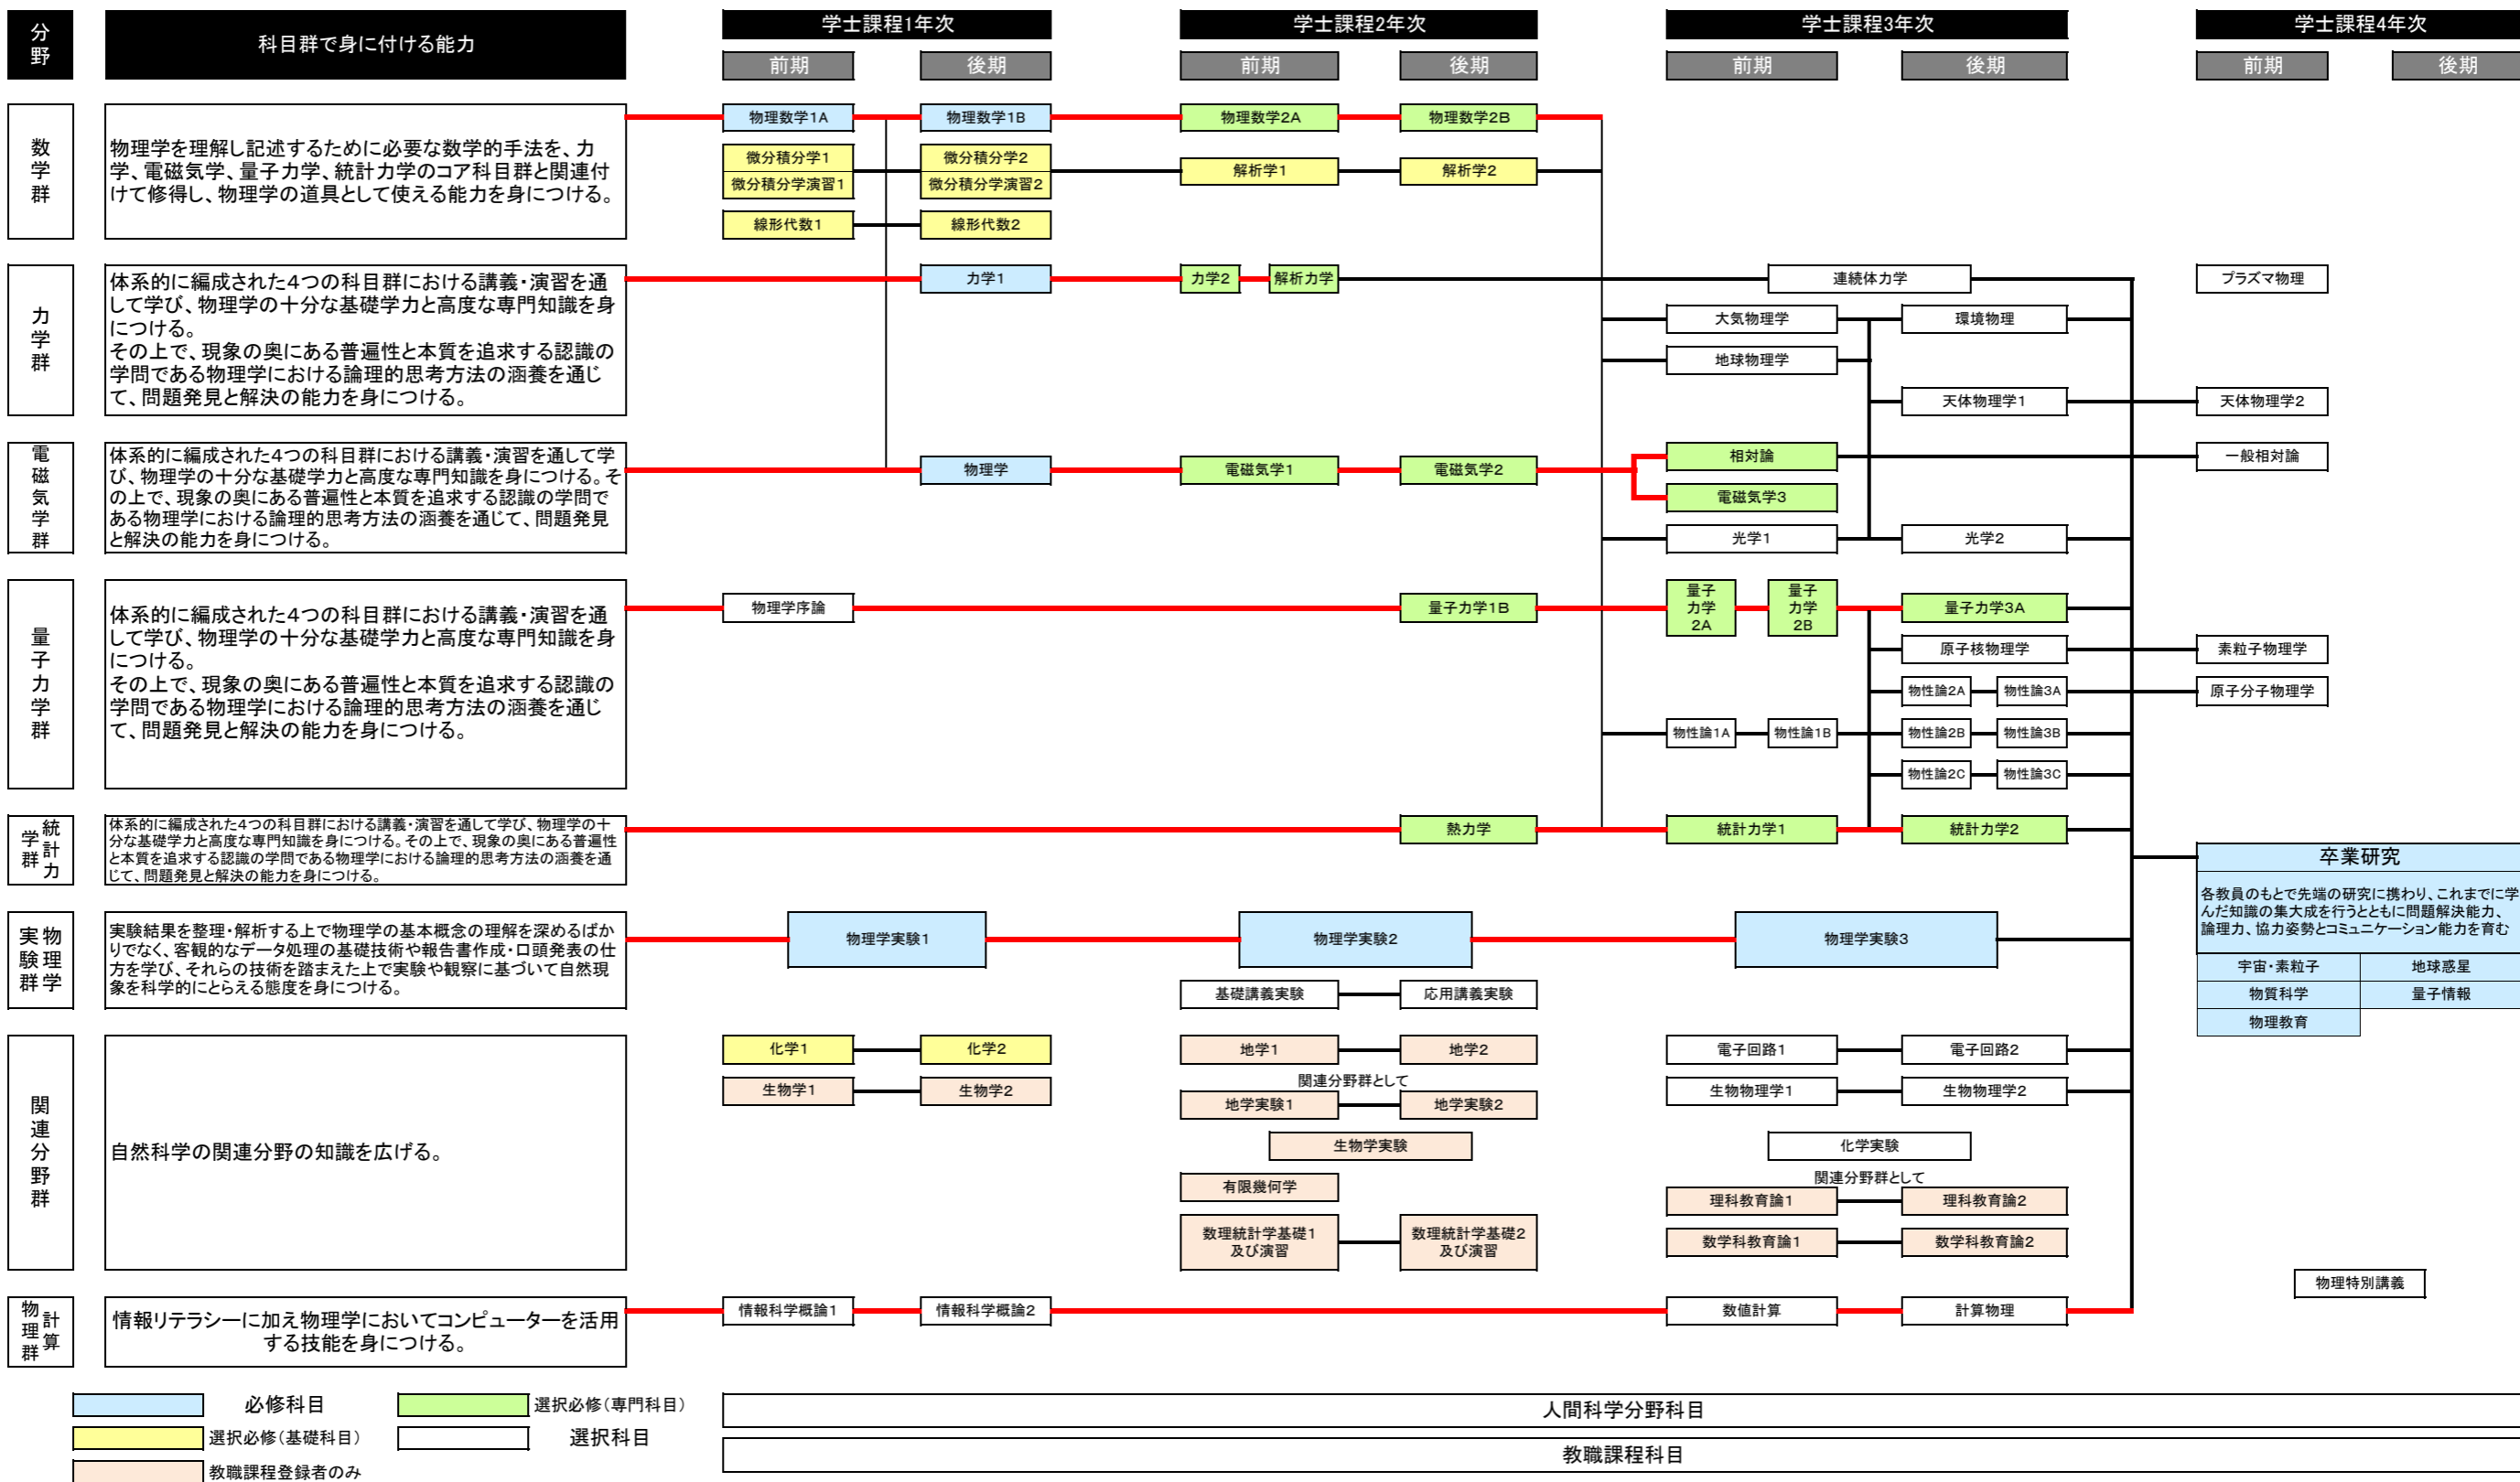 分野
科目群で身に付ける能力
学士課程1年次
学士課程2年次
学士課程3年次
学士課程4年次
前期
後期
前期
後期
前期
後期
前期
後期
数学群
物理学を理解し記述するために必要な数学的手法を、力
学、電磁気学、量子力学、統計力学のコア科目群と関連付
けて修得し、物理学の道具として使える能力を身につける。
物理数学1A
物理数学1B
物理数学2A
物理数学2B
微分積分学1
微分積分学2
微分積分学演習1
微分積分学演習2
解析学1
解析学2
線形代数1
線形代数2
力学群
体系的に編成された4つの科目群における講義・演習を通
して学び、物理学の十分な基礎学力と高度な専門知識を身
につける。
その上で、現象の奥にある普遍性と本質を追求する認識の
学問である物理学における論理的思考方法の涵養を通じ
て、問題発見と解決の能力を身につける。
力学1
力学2
解析力学
連続体力学
プラズマ物理
大気物理学
環境物理
地球物理学
天体物理学1
天体物理学2
電磁気学群
体系的に編成された4つの科目群における講義・演習を通して学
び、物理学の十分な基礎学力と高度な専門知識を身につける。そ
の上で、現象の奥にある普遍性と本質を追求する認識の学問で
ある物理学における論理的思考方法の涵養を通じて、問題発見
と解決の能力を身につける。
物理学
電磁気学1
電磁気学2
相対論
一般相対論
電磁気学3
光学1
光学2
量子力学群
体系的に編成された4つの科目群における講義・演習を通
して学び、物理学の十分な基礎学力と高度な専門知識を身
につける。
その上で、現象の奥にある普遍性と本質を追求する認識の
学問である物理学における論理的思考方法の涵養を通じ
て、問題発見と解決の能力を身につける。
物理学序論
量子力学1B
量子
力学
2A
量子
力学
2B
量子力学3A
原子核物理学
素粒子物理学
物性論2A
物性論3A
原子分子物理学
物性論1A
物性論1B
物性論2B
物性論3B
物性論2C
物性論3C
統計力学群
体系的に編成された4つの科目群における講義・演習を通して学び、物理学の十
分な基礎学力と高度な専門知識を身につける。その上で、現象の奥にある普遍性
と本質を追求する認識の学問である物理学における論理的思考方法の涵養を通
じて、問題発見と解決の能力を身につける。
熱力学
統計力学1
統計力学2
卒業研究
各教員のもとで先端の研究に携わり、これまでに学
んだ知識の集大成を行うとともに問題解決能力、
論理力、協力姿勢とコミュニケーション能力を育む
宇宙・素粒子
地球惑星
物質科学
量子情報
物理教育
物理学実験群
実験結果を整理・解析する上で物理学の基本概念の理解を深めるばか
りでなく、客観的なデータ処理の基礎技術や報告書作成・口頭発表の仕
方を学び、それらの技術を踏まえた上で実験や観察に基づいて自然現
象を科学的にとらえる態度を身につける。
物理学実験1
物理学実験2
物理学実験3
基礎講義実験
応用講義実験
関連分野群
自然科学の関連分野の知識を広げる。
化学1
化学2
地学1
地学2
電子回路1
電子回路2
生物学1
生物学2
関連分野群として
地学実験1
地学実験2
生物物理学1
生物物理学2
生物学実験
化学実験
関連分野群として
有限幾何学
理科教育論1
理科教育論2
数理統計学基礎1
及び演習
数理統計学基礎2
及び演習
数学科教育論1
数学科教育論2
物理特別講義
計算物理群
情報リテラシーに加え物理学においてコンピューターを活用
する技能を身につける。
情報科学概論1
情報科学概論2
数値計算
計算物理
必修科目
選択必修(専門科目)
選択必修(基礎科目)
選択科目
教職課程登録者のみ
人間科学分野科目
教職課程科目